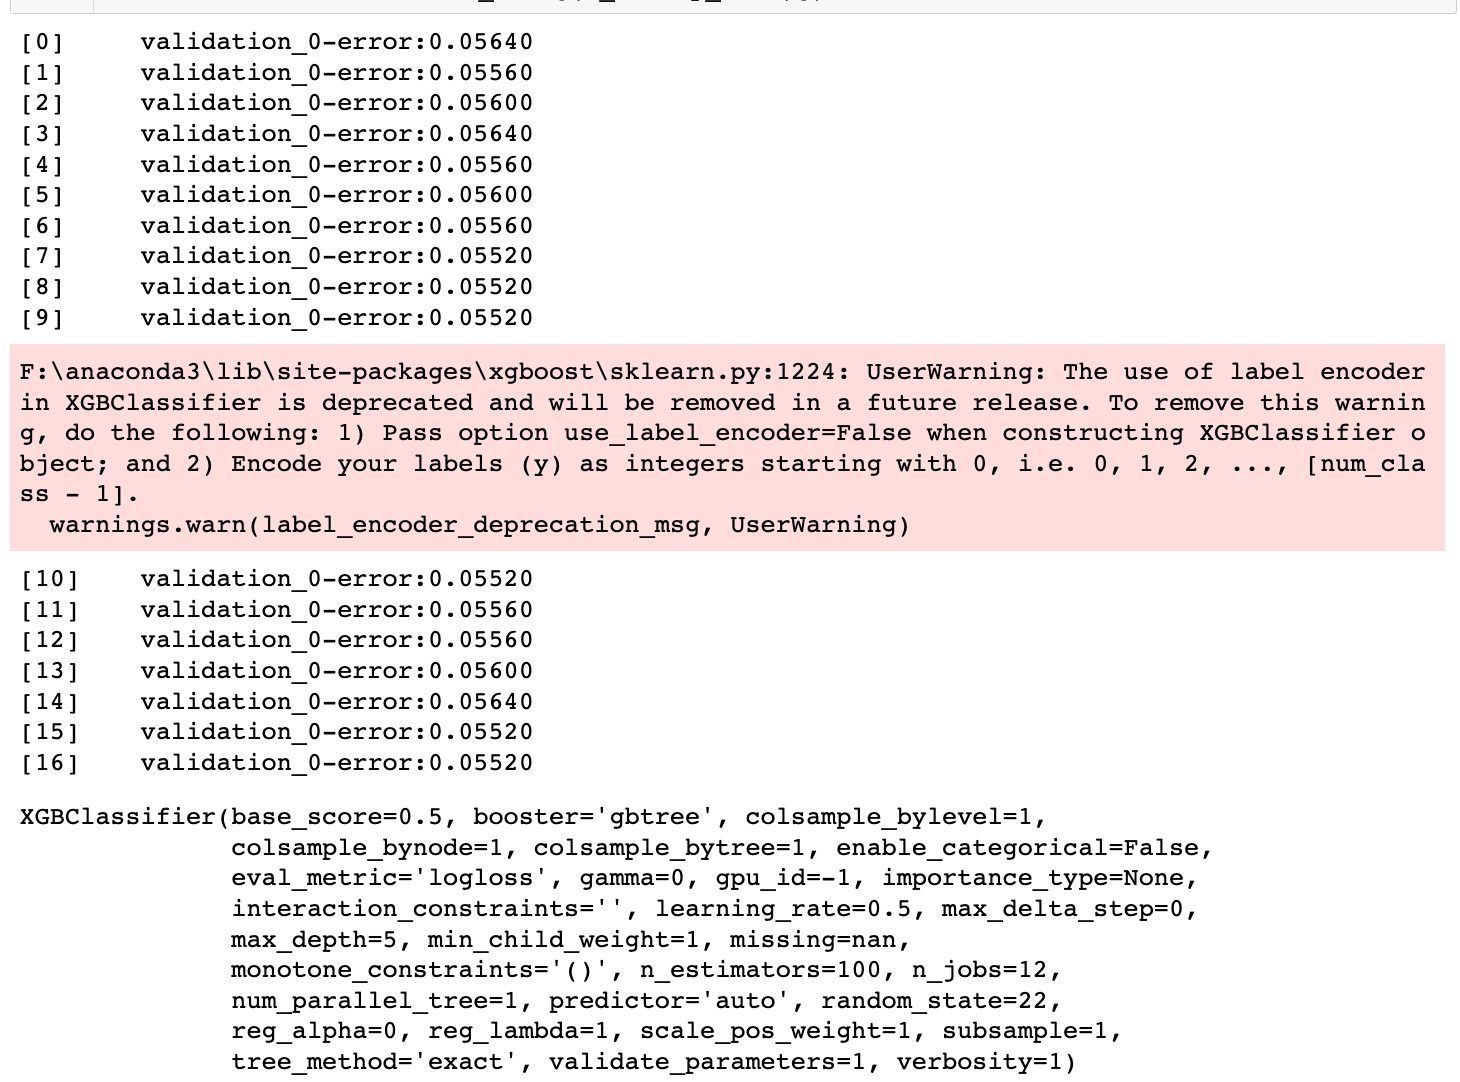 [0] validation_0-error:0.05640
[1] validation_0-error:0.05560
[2] validation_0-error:0.05600
[3] validation_0-error:0.05640
[4] validation_0-error:0.05560
[5] validation_0-error:0.05600
[6] validation_0-error:0.05560
[7] validation_0-error:0.05520
[8] validation_0-error:0.05520
[9] validation_0-error:0.05520
F:\anaconda3\lib\site-packages\xgboost\sklearn.py:1224: UserWarning: The use of label encoder
in XGBClassifier is deprecated and will be removed in a future release. To remove this warnin
g, do the following: 1) Pass option use_label_encoder=False when constructing XGBClassifier o
bject; and 2) Encode your labels (y) as integers starting with 0, i.e. 0, 1, 2, ..., [num_cla
ss - 1].
  warnings.warn(label_encoder_deprecation_msg, UserWarning)
[10] validation_0-error:0.05520
[11] validation_0-error:0.05560
[12] validation_0-error:0.05560
[13] validation_0-error:0.05600
[14] validation_0-error:0.05640
[15] validation_0-error:0.05520
[16] validation_0-error:0.05520
XGBClassifier(base_score=0.5, booster='gbtree', colsample_bylevel=1,
              colsample_bynode=1, colsample_bytree=1, enable_categorical=False,
              eval_metric='logloss', gamma=0, gpu_id=-1, importance_type=None,
              interaction_constraints='', learning_rate=0.5, max_delta_step=0,
              max_depth=5, min_child_weight=1, missing=nan,
              monotone_constraints='()', n_estimators=100, n_jobs=12,
              num_parallel_tree=1, predictor='auto', random_state=22,
              reg_alpha=0, reg_lambda=1, scale_pos_weight=1, subsample=1,
              tree_method='exact', validate_parameters=1, verbosity=1)